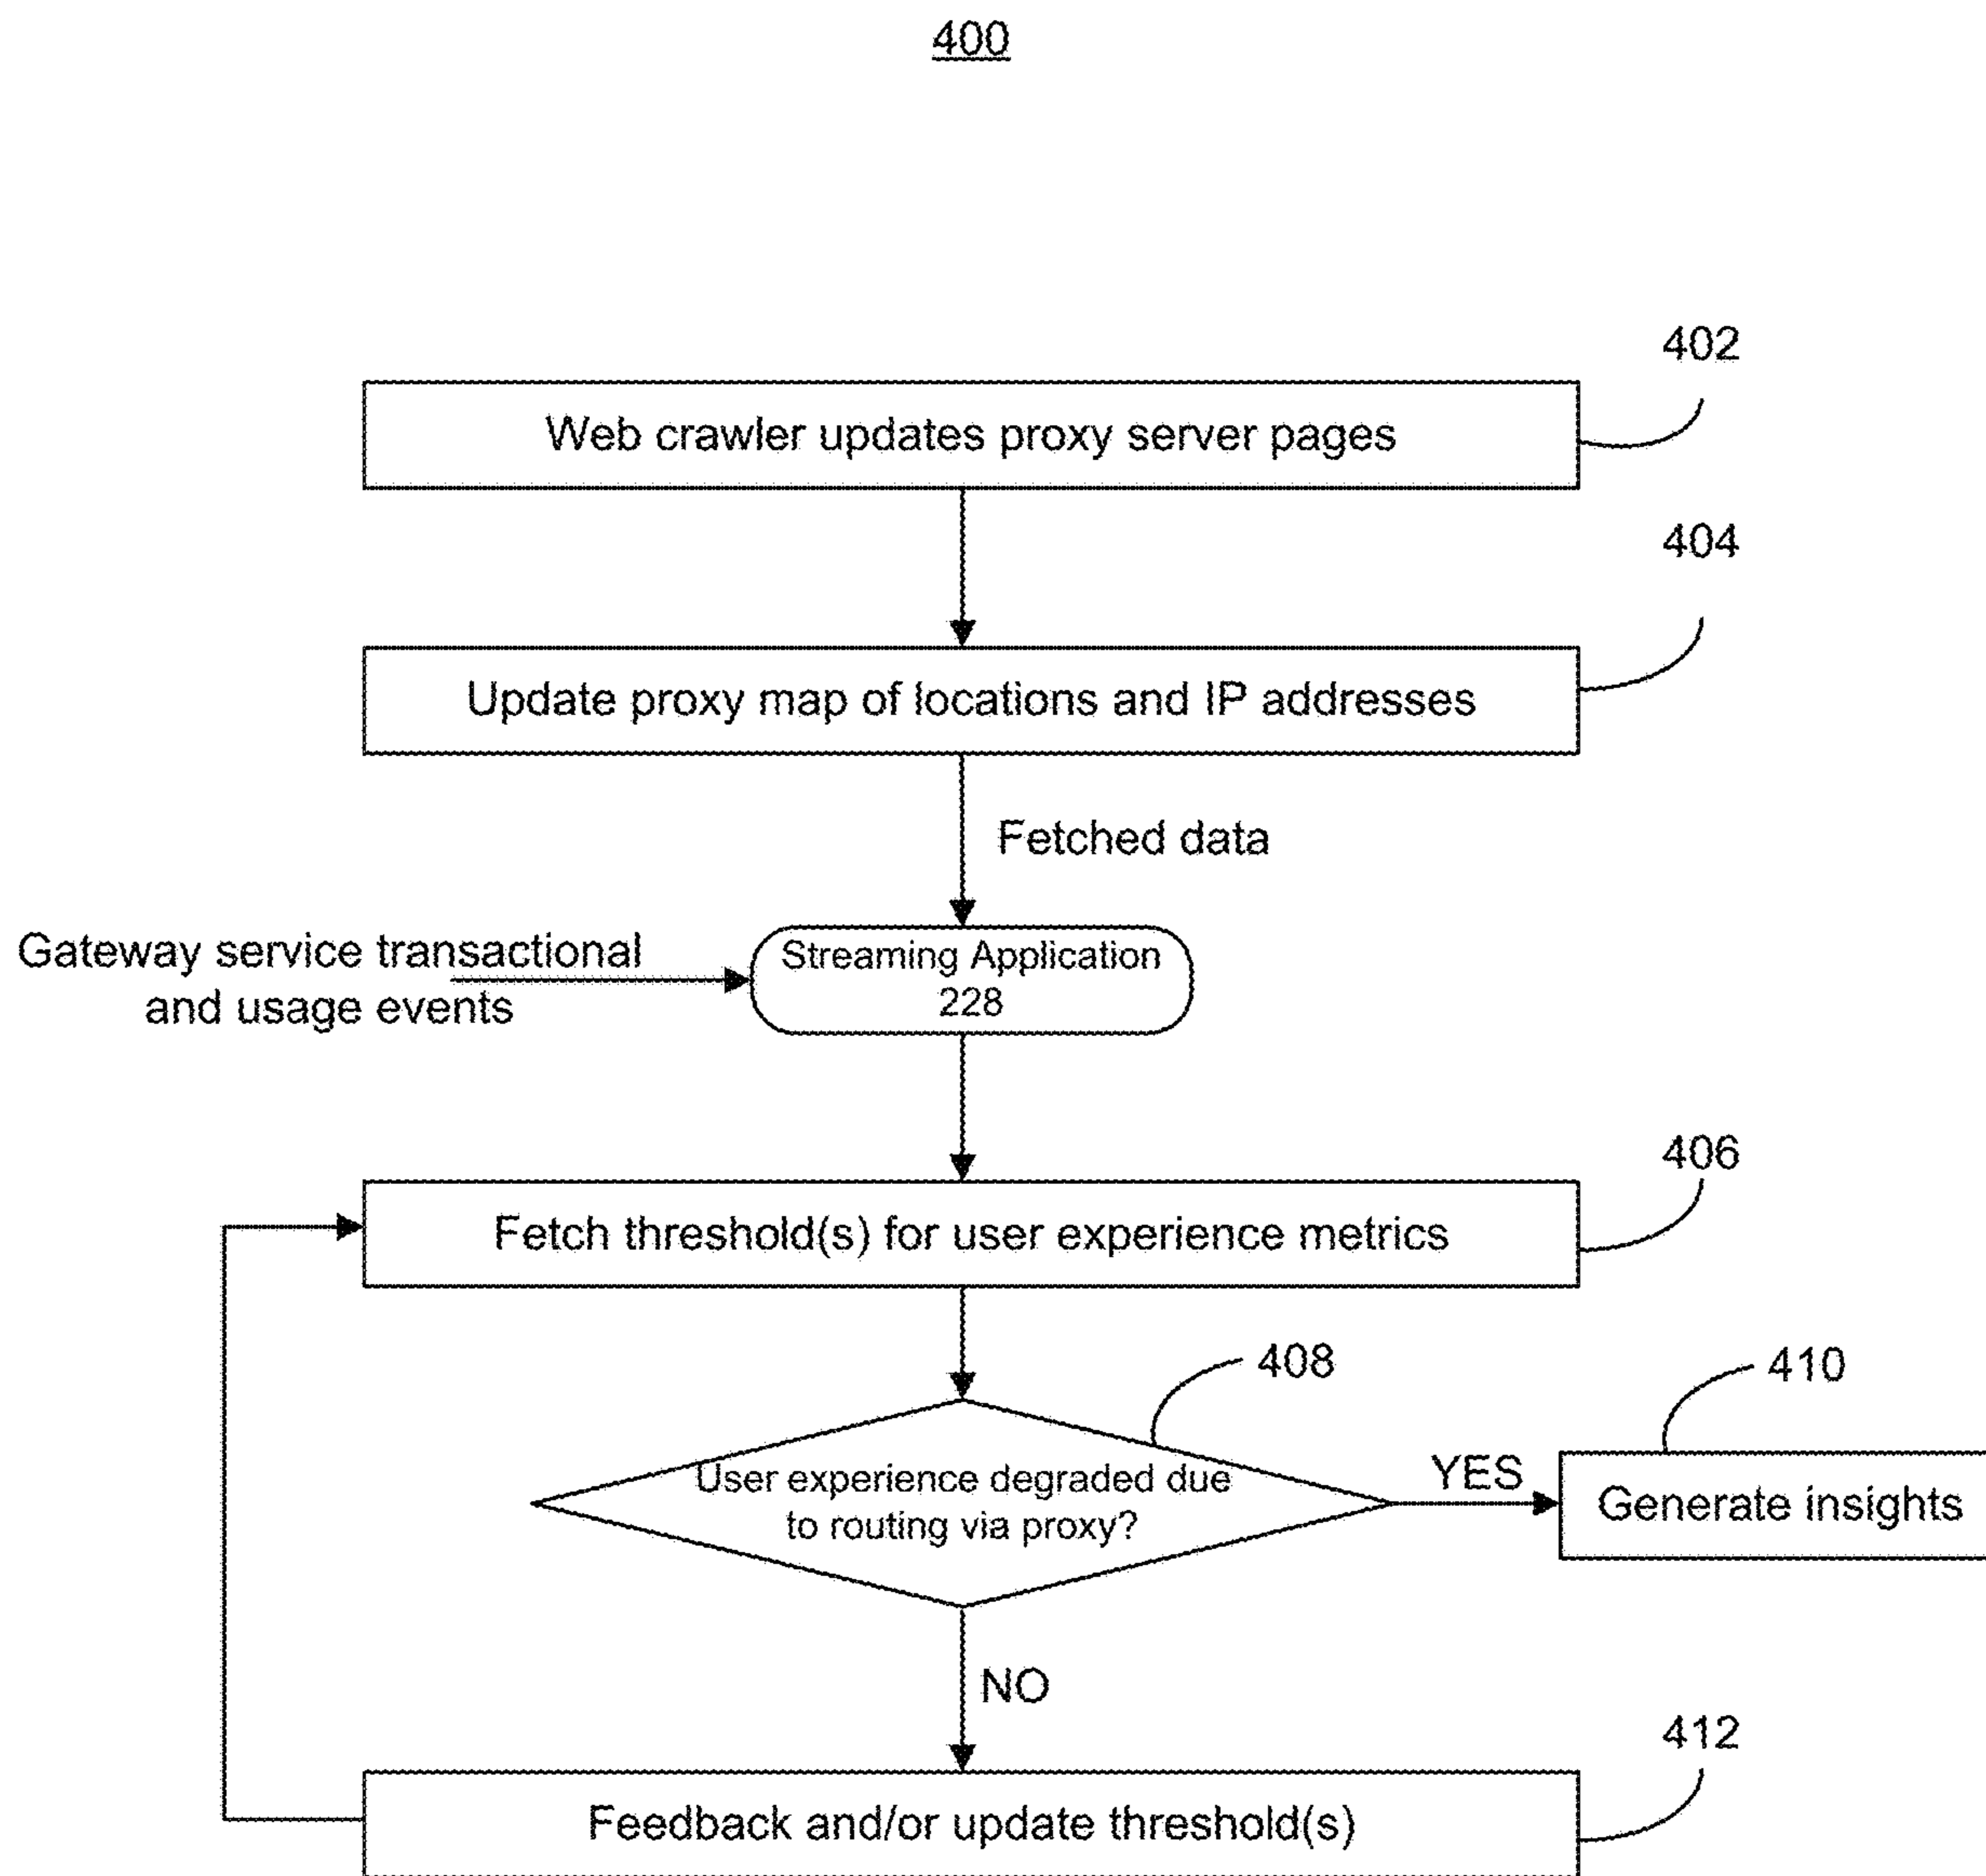 400
402
Web crawler updates proxy server pages
404
Update proxy map of locations and IP addresses
Fetched data
Gateway service transactional
and usage events
Streaming Application
228
406
Fetch threshold(s) for user experience metrics
408
410
User experience degraded due
to routing via proxy?
YES
Generate insights
NO
412
Feedback and/or update threshold(s)